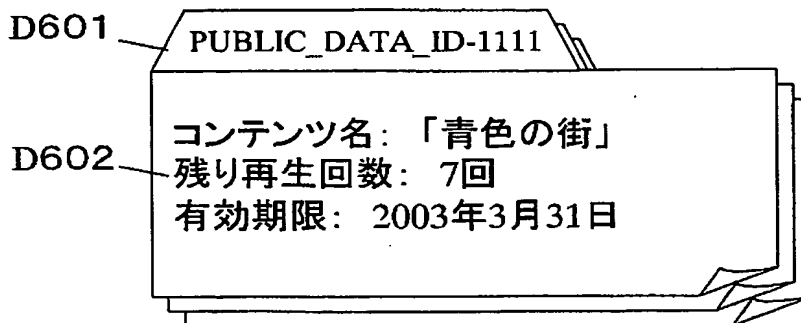 D601
PUBLIC_DATA_ID-1111
コンテンツ名: 「青色の街」
D602
残り再生回数: 7回
有効期限: 2003年3月31日